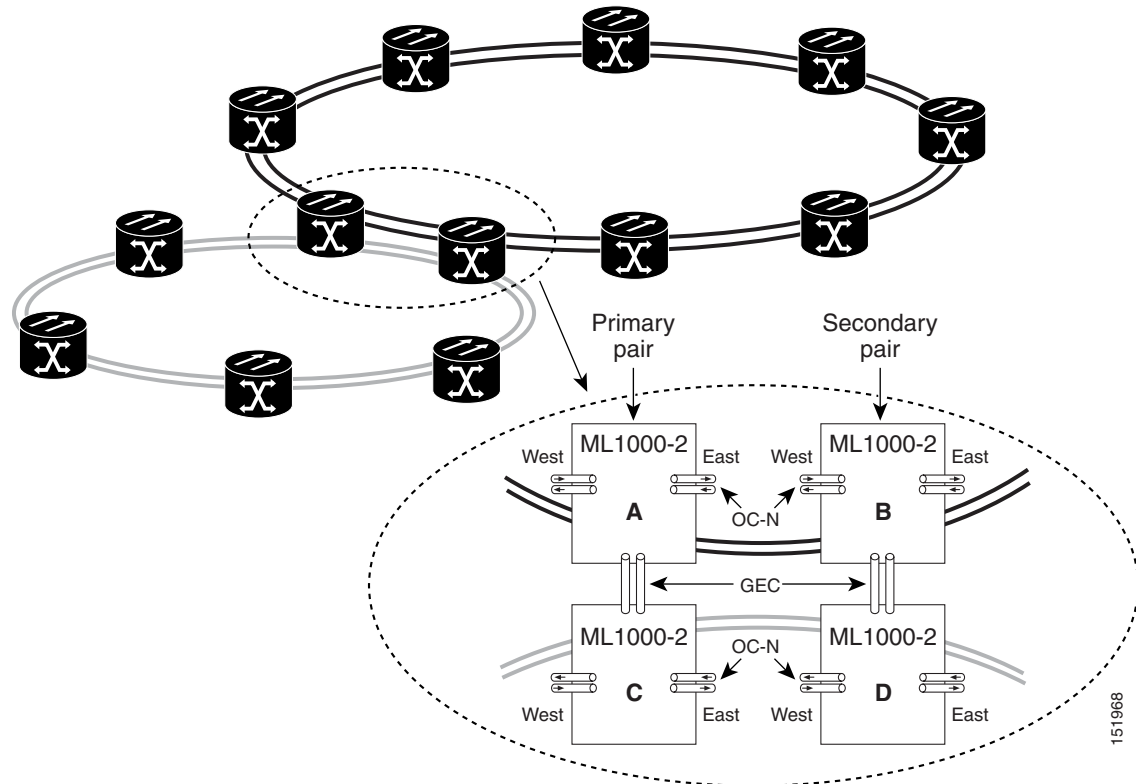 Primary
pair
Secondary
pair
ML1000-2
ML1000-2
West
East
West
East
A
OC-N
B
GEC
ML1000-2
ML1000-2
OC-N
C
D
West
East
West
East
151968